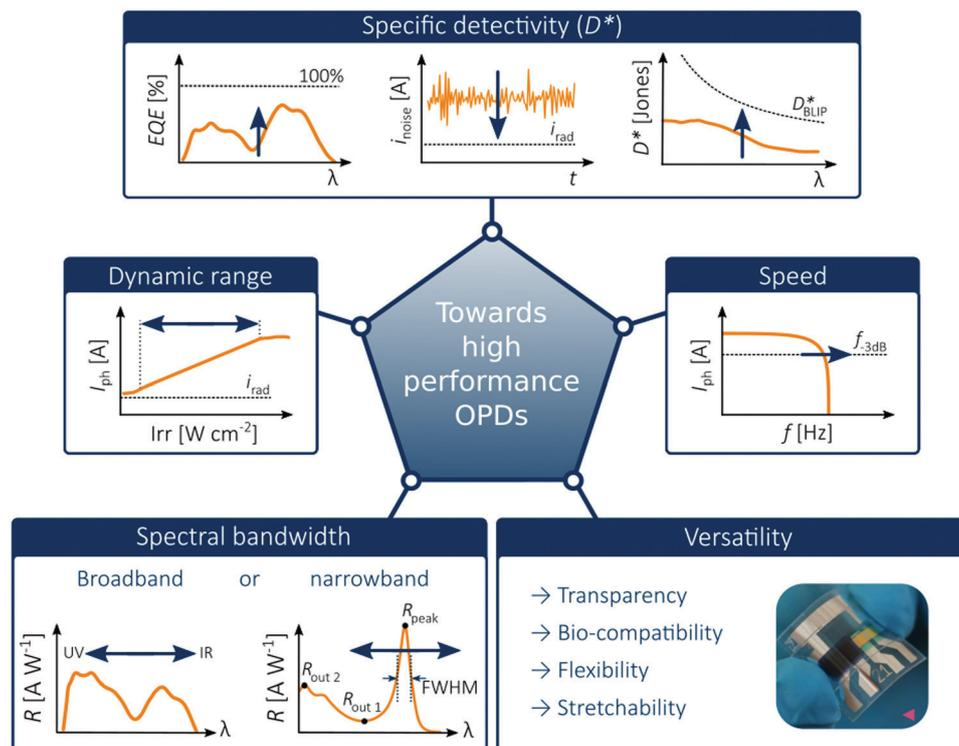 Specific detectivity (D*)
EQE [%]
100%
λ
i_noise [A]
i_rad
t
D* [Jones]
D*_BLIP
λ
Dynamic range
I_ph [A]
i_rad
Irr [W cm⁻²]
Towards
high
performance
OPDs
Speed
I_ph [A]
f_-3dB
f [Hz]
Spectral bandwidth
Broadband or narrowband
R [A W⁻¹]
UV
IR
λ
R [A W⁻¹]
R_peak
R_out 2
R_out 1
FWHM
λ
Versatility
→ Transparency
→ Bio-compatibility
→ Flexibility
→ Stretchability